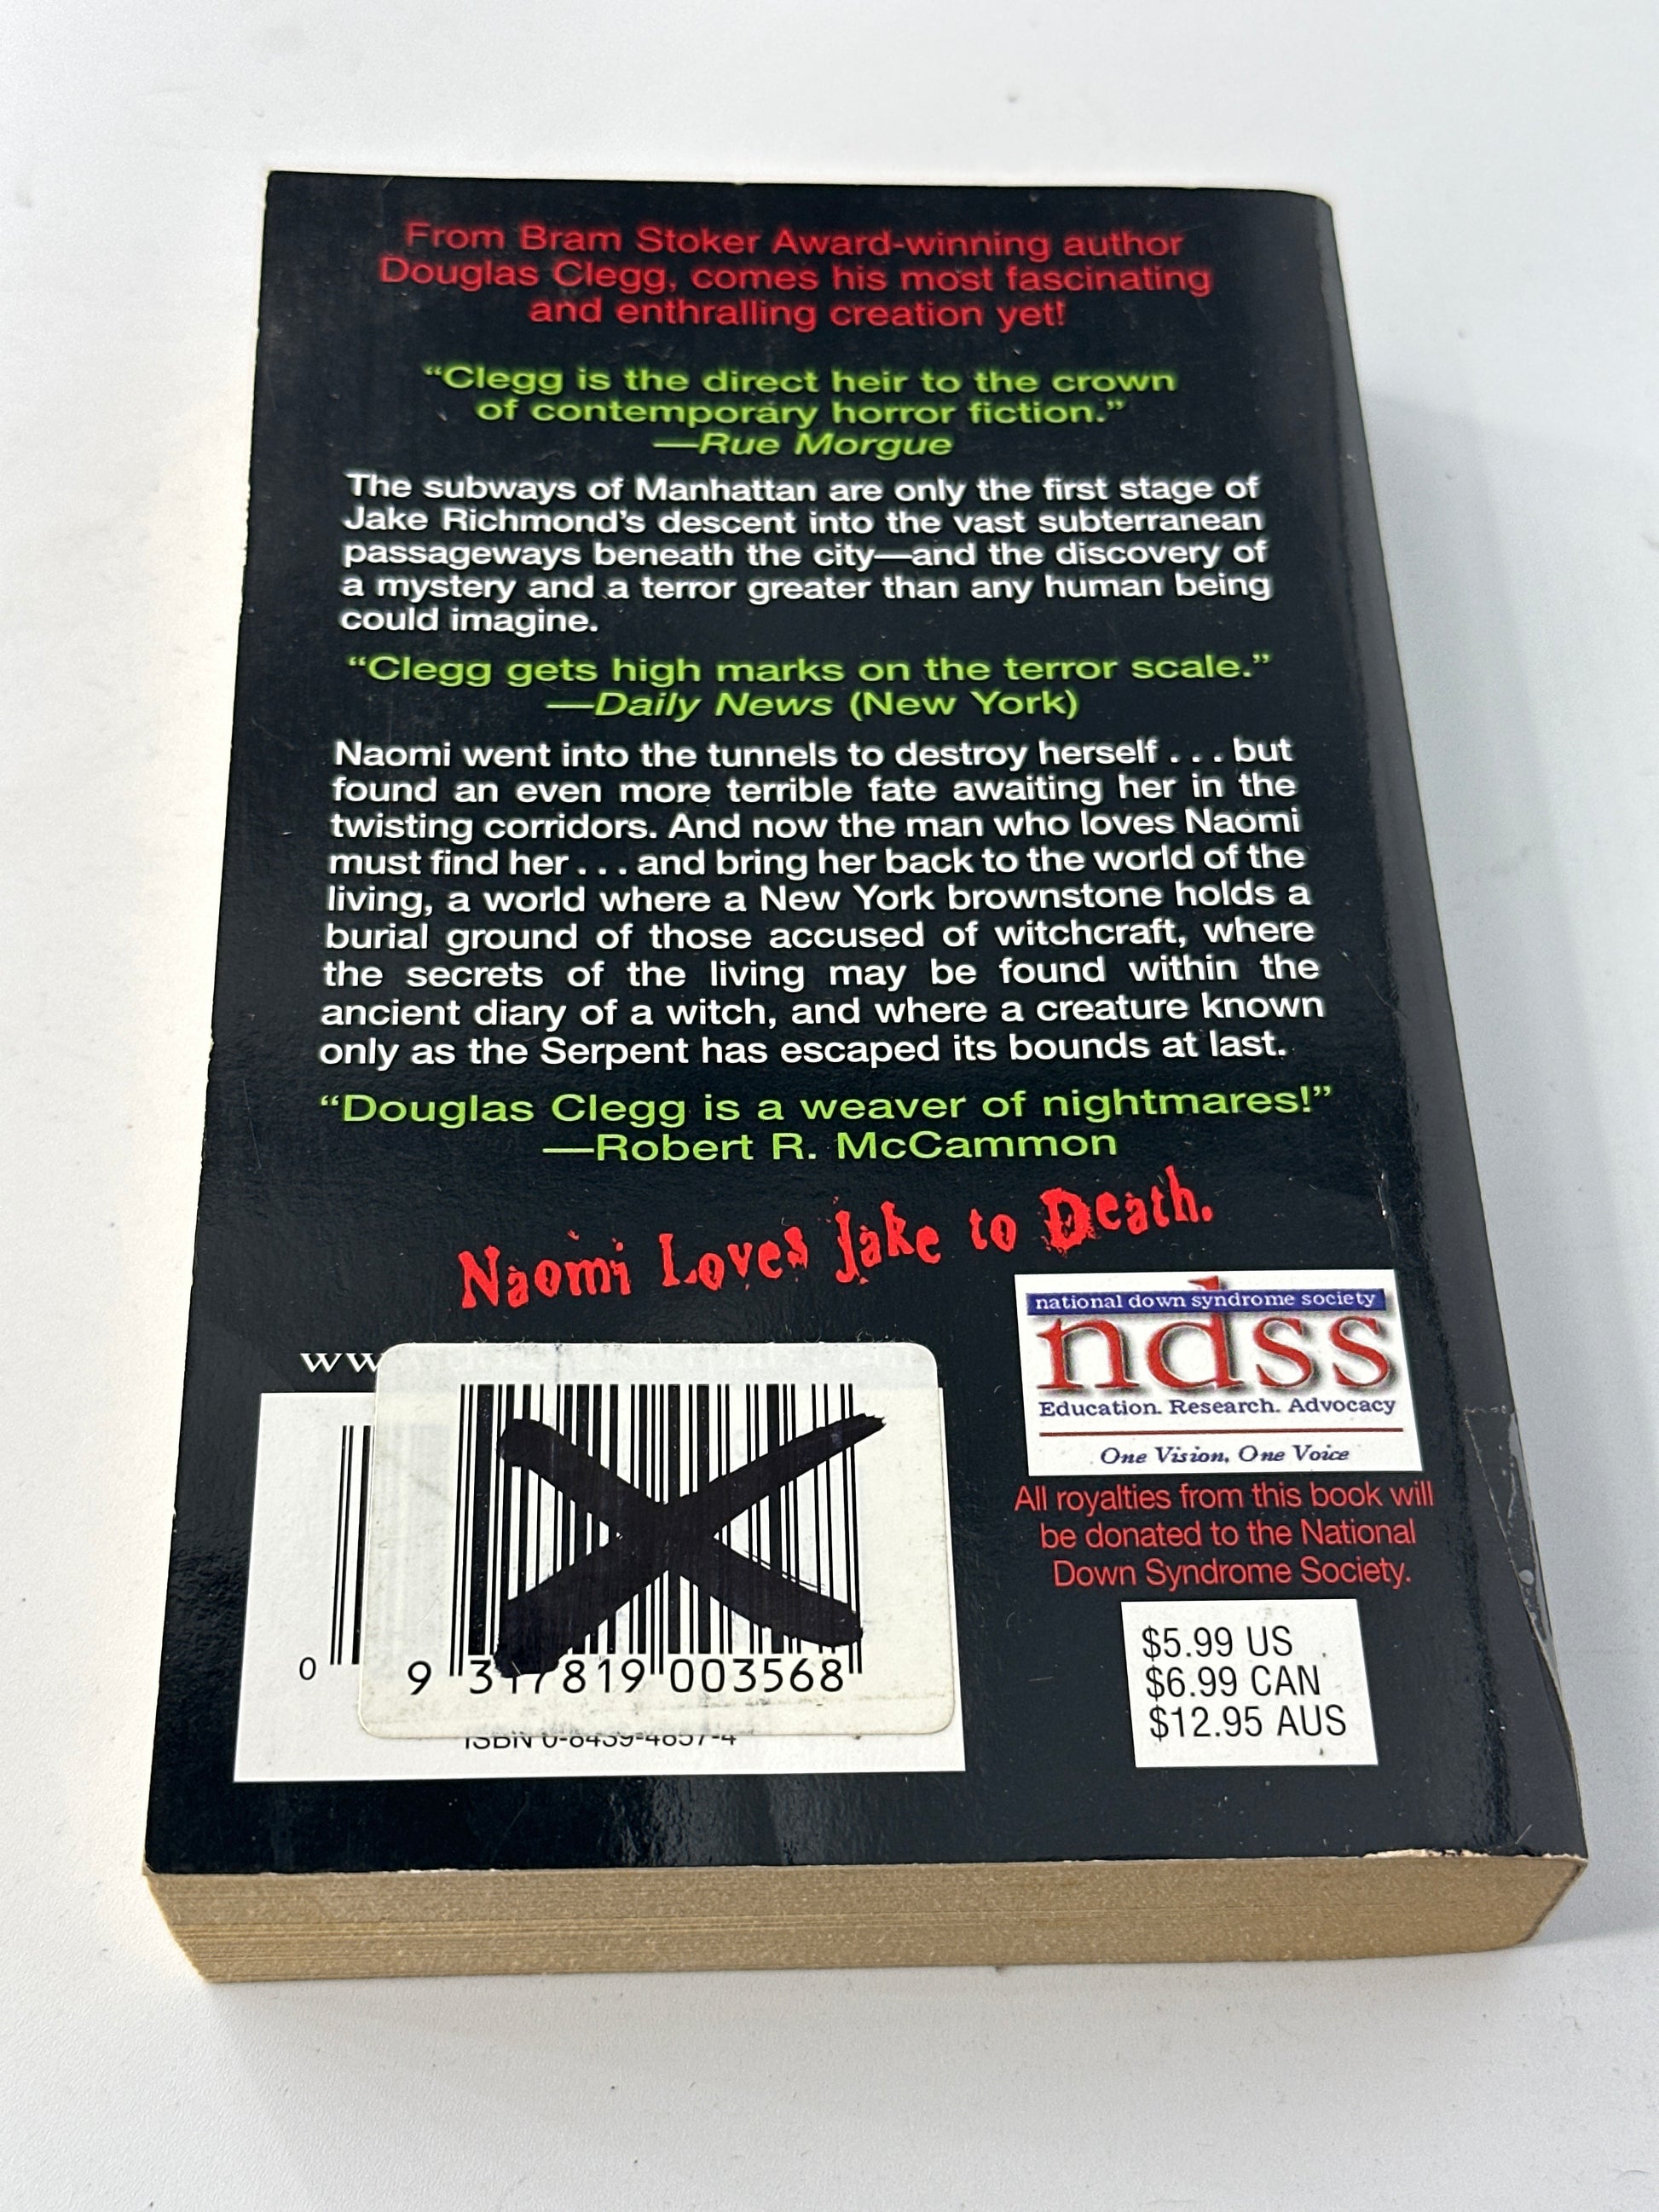 From Bram Stoker Award-winning author
Douglas Clegg, comes his most fascinating
and enthralling creation yet!
“Clegg is the direct heir to the crown
of contemporary horror fiction.”
—Rue Morgue
The subways of Manhattan are only the first stage of
Jake Richmond's descent into the vast subterranean
passageways beneath the city—and the discovery of
a mystery and a terror greater than any human being
could imagine.
“Clegg gets high marks on the terror scale.”
—Daily News (New York)
Naomi went into the tunnels to destroy herself . . . but
found an even more terrible fate awaiting her in the
twisting corridors. And now the man who loves Naomi
must find her . . . and bring her back to the world of the
living, a world where a New York brownstone holds a
burial ground of those accused of witchcraft, where
the secrets of the living may be found within the
ancient diary of a witch, and where a creature known
only as the Serpent has escaped its bounds at last.
“Douglas Clegg is a weaver of nightmares!”
—Robert R. McCammon
Naomi Loves Jake to Death.
national down syndrome society
ndss
Education. Research. Advocacy
One Vision, One Voice
All royalties from this book will
be donated to the National
Down Syndrome Society.
$5.99 US
$6.99 CAN
$12.95 AUS
0
9 317819 003568
ISBN 0-8439-4857-4